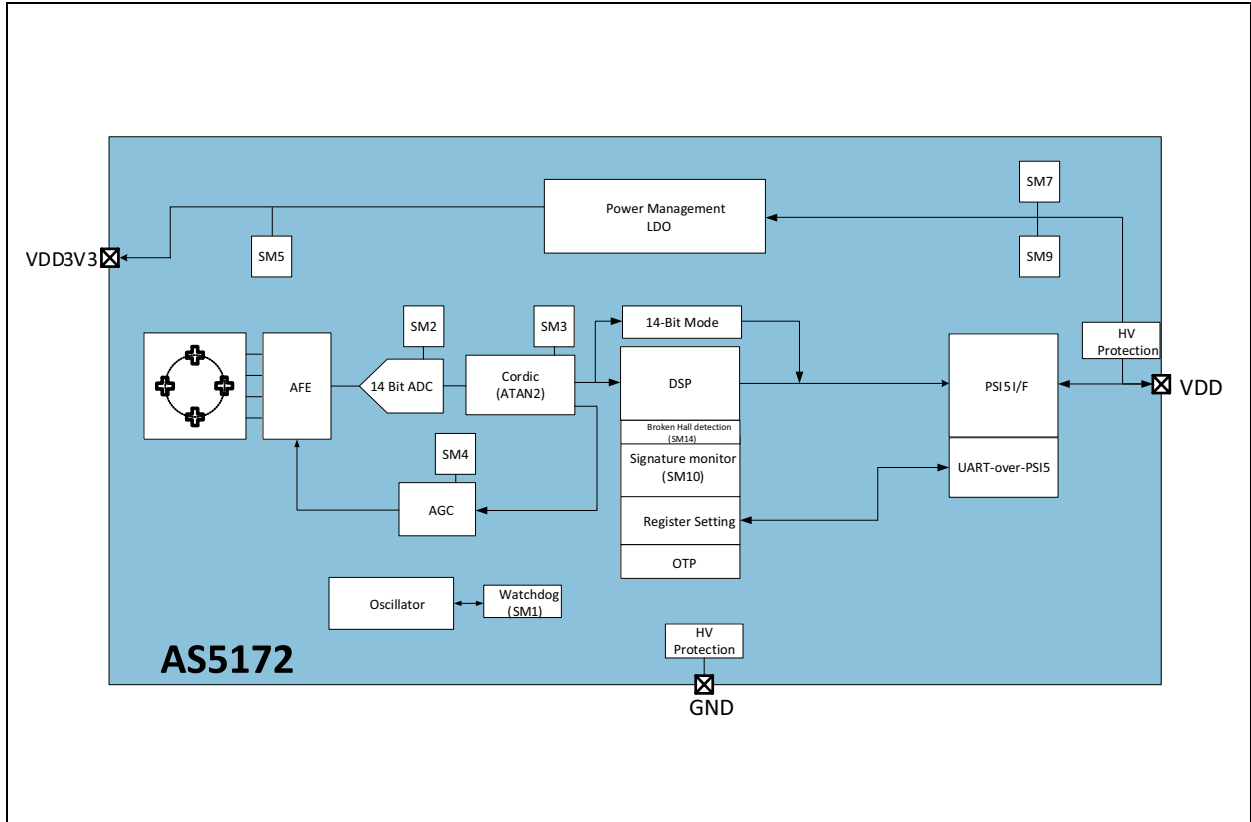 SM7
Power Management
LDO
SM5
SM9
VDD3V3
SM2
SM3
14-Bit Mode
HV
Protection
AFE
14 Bit ADC
Cordic
(ATAN2)
DSP
PSI5 I/F
VDD
Broken Hall detection
(SM14)
SM4
Signature monitor
(SM10)
UART-over-PSI5
AGC
Register Setting
OTP
Oscillator
Watchdog
(SM1)
HV
Protection
AS5172
GND